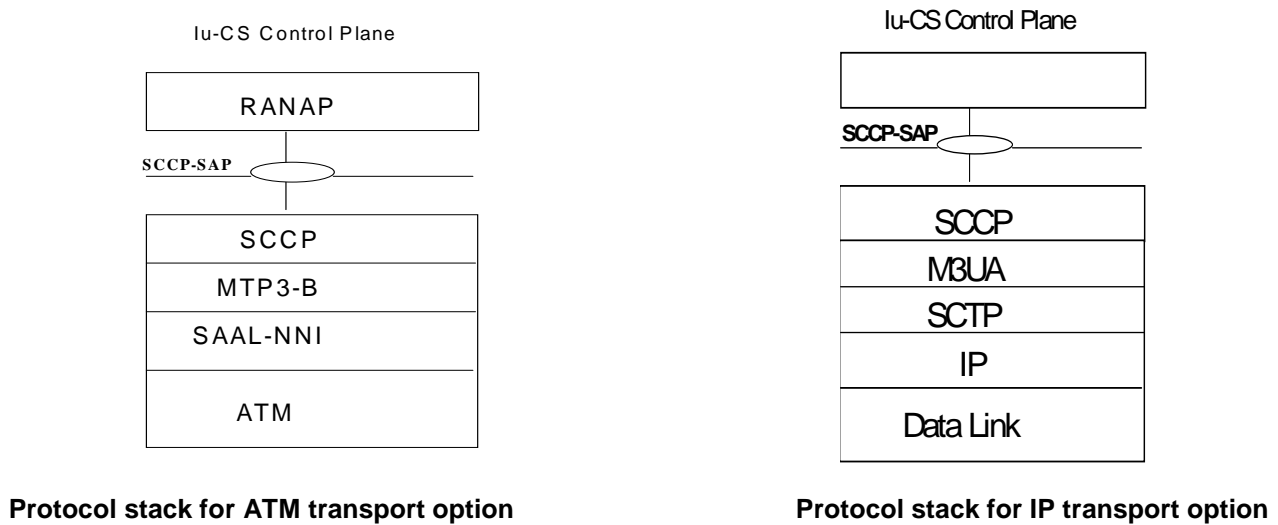 Iu-CS Control Plane
RANAP
SCCP-SAP
SCCP
MTP3-B
SAAL-NNI
ATM
Protocol stack for ATM transport option
Iu-CS Control Plane
SCCP-SAP
SCCP
M3UA
SCTP
IP
Data Link
Protocol stack for IP transport option